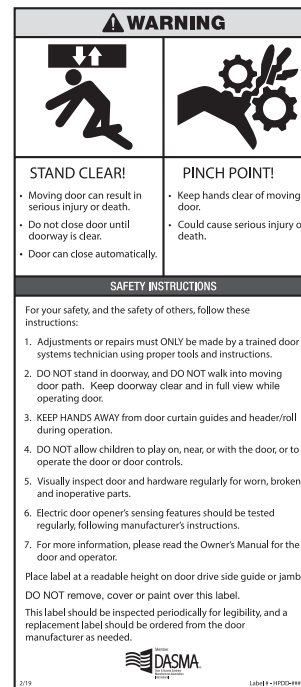 WARNING
STAND CLEAR!
• Moving door can result in
serious injury or death.
• Do not close door until
doorway is clear.
• Door can close automatically.
PINCH POINT!
• Keep hands clear of moving
door.
• Could cause serious injury o
death.
SAFETY INSTRUCTIONS
For your safety, and the safety of others, follow these
instructions:
1. Adjustments or repairs must ONLY be made by a trained door
systems technician using proper tools and instructions.
2. DO NOT stand in doorway, and DO NOT walk into moving
door path. Keep doorway clear and in full view while
operating door.
3. KEEP HANDS AWAY from door curtain guides and header/roll
during operation.
4. DO NOT allow children to play on, near, or with the door, or to
operate the door or door controls.
5. Visually inspect door and hardware regularly for worn, broken
and inoperative parts.
6. Electric door opener's sensing features should be tested
regularly, following manufacturer's instructions.
7. For more information, please read the Owner's Manual for the
door and operator.
Place label at a readable height on door drive side guide or jamb
DO NOT remove, cover or paint over this label.
This label should be inspected periodically for legibility, and a
replacement label should be ordered from the door
manufacturer as needed.
Member
DASMA
2/19
Label # - HPDD-###